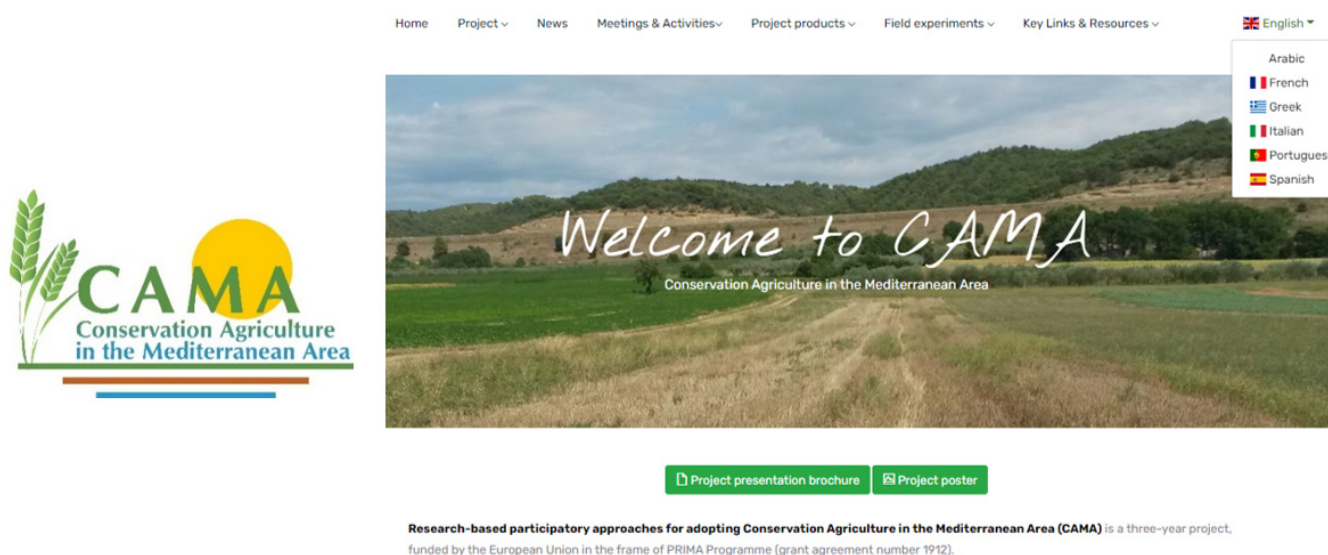 Home Project News Meetings & Activities Project products Field experiments Key Links & Resources English
Arabic
French
Greek
Italian
Portugues
Spanish
CAMA
Conservation Agriculture
in the Mediterranean Area
Welcome to CAMA
Conservation Agriculture in the Mediterranean Area
Project presentation brochure Project poster
Research-based participatory approaches for adopting Conservation Agriculture in the Mediterranean Area (CAMA) is a three-year project,
funded by the European Union in the frame of PRIMA Programme (grant agreement number 1912).